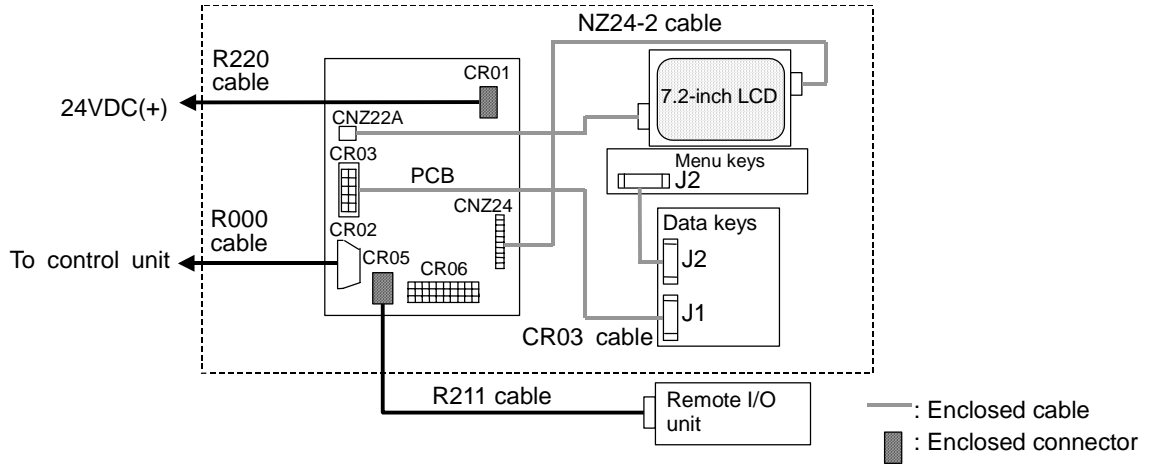 NZ24-2 cable
R220
cable
CR01
24VDC(+)
7.2-inch LCD
CNZ22A
CR03
PCB
Menu keys
J2
CNZ24
R000
cable
CR02
Data keys
To control unit
CR05
CR06
J2
J1
CR03 cable
R211 cable
Remote I/O
unit
: Enclosed cable
: Enclosed connector